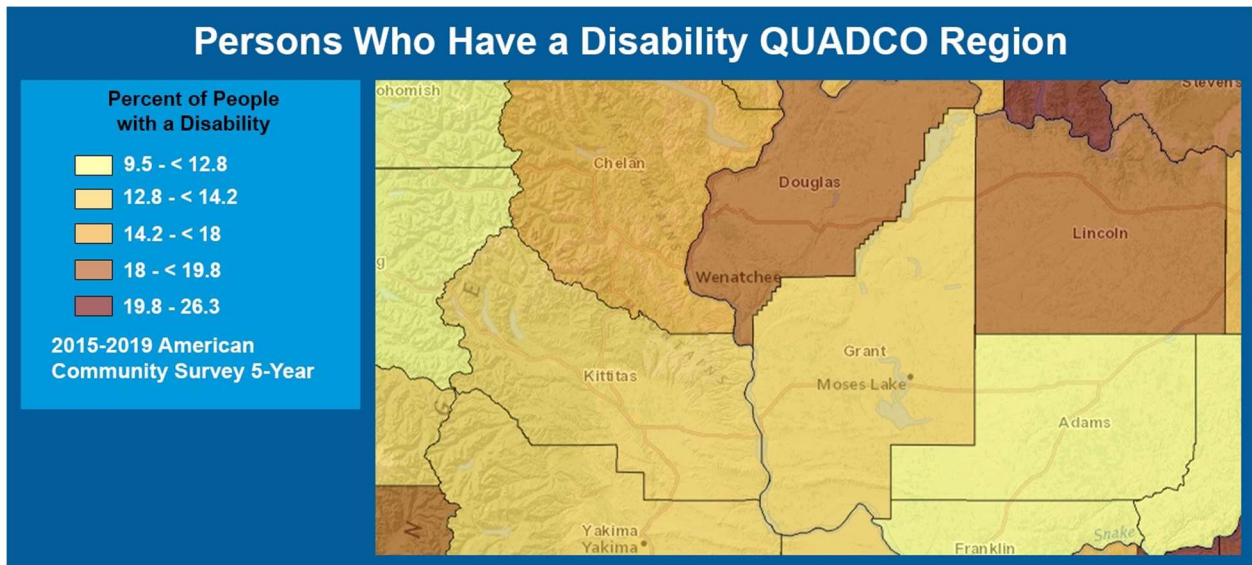 Persons Who Have a Disability QUADCO Region
Percent of People
with a Disability
9.5 - < 12.8
12.8 - < 14.2
14.2 - < 18
18 - < 19.8
19.8 - 26.3
2015-2019 American
Community Survey 5-Year
ohomish
Stevens
Chelan
Douglas
Lincoln
g
Wenatchee
E
Grant
Kittitas
Moses Lake
G
Adams
N
Yakima
Yakima
Snake
Franklin